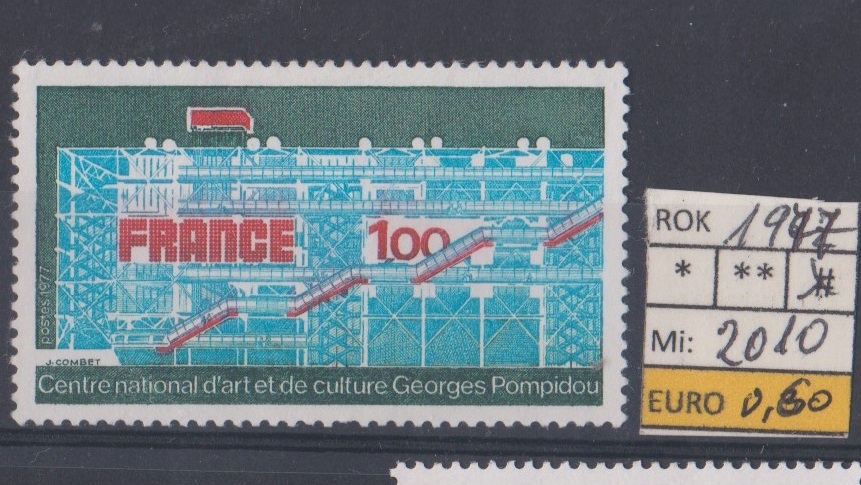 FRANCE 100
postes 1977
J. COMBET
Centre national d'art et de culture Georges Pompidou
ROK 1977
* ** #
Mi: 2010
EURO 0,60